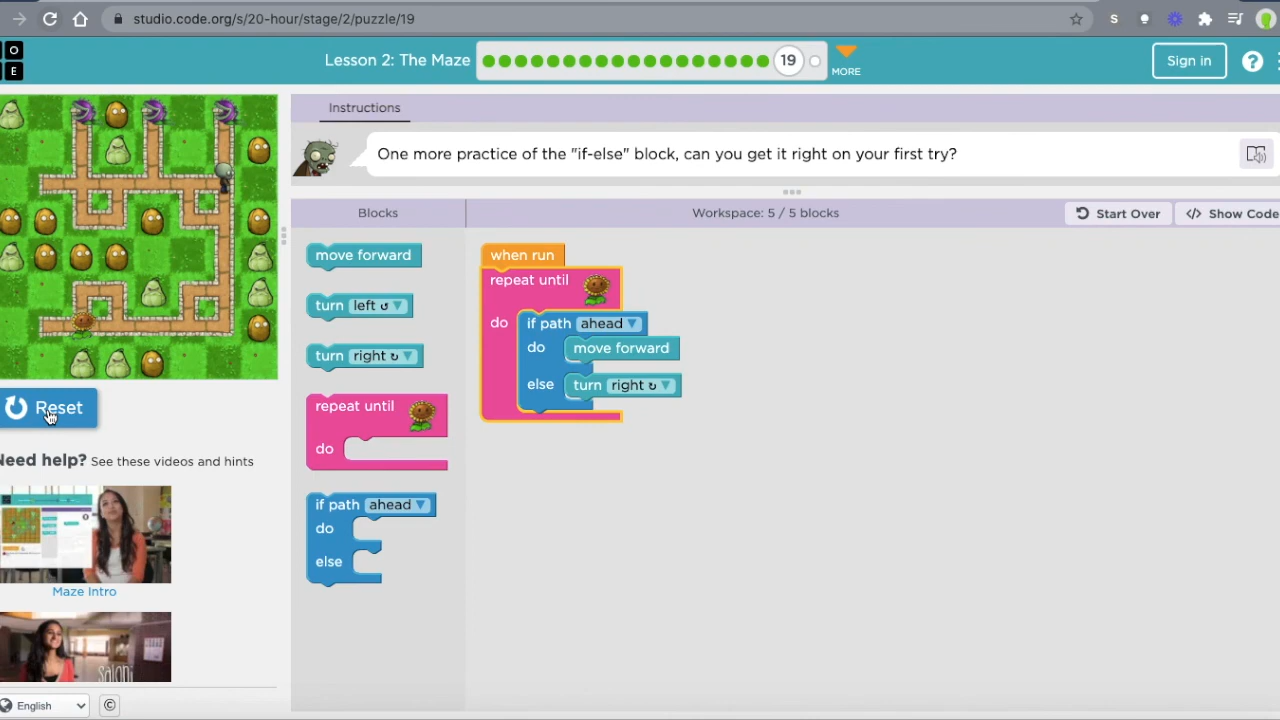 studio.code.org/s/20-hour/stage/2/puzzle/19
S
O
E
Lesson 2: The Maze
19
MORE
Sign in
?
Instructions
One more practice of the "if-else" block, can you get it right on your first try?
Blocks
Workspace: 5 / 5 blocks
Start Over
</> Show Code
move forward
turn left ↺ ▼
turn right ↻ ▼
repeat until
do
if path ahead ▼
do
else
when run
repeat until
do
if path ahead ▼
do
move forward
else
turn right ↻ ▼
Reset
Need help? See these videos and hints
Maze Intro
saloni
English
©